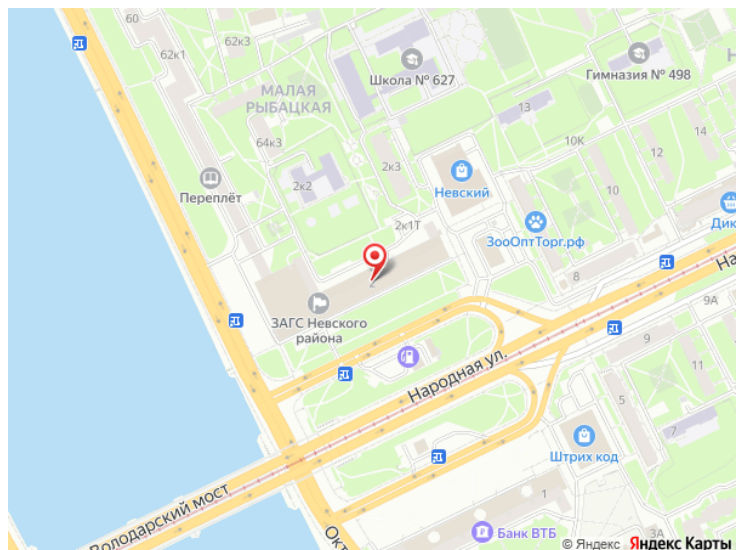 60
62к1
62к3
Школа № 627
Гимназия № 498
МАЛАЯ
РЫБАЦКАЯ
13
14
10К
12
64к3
2к3
Переплёт
2к2
Невский
10
2к1Т
ЗооОптТорг.рф
Дик
2
8
На
ЗАГС Невского
района
9А
9
Народная ул.
11
5
7
Штрих код
Володарский мост
1
Окт
Банк ВТБ
3А
© Яндекс Яндекс Карты